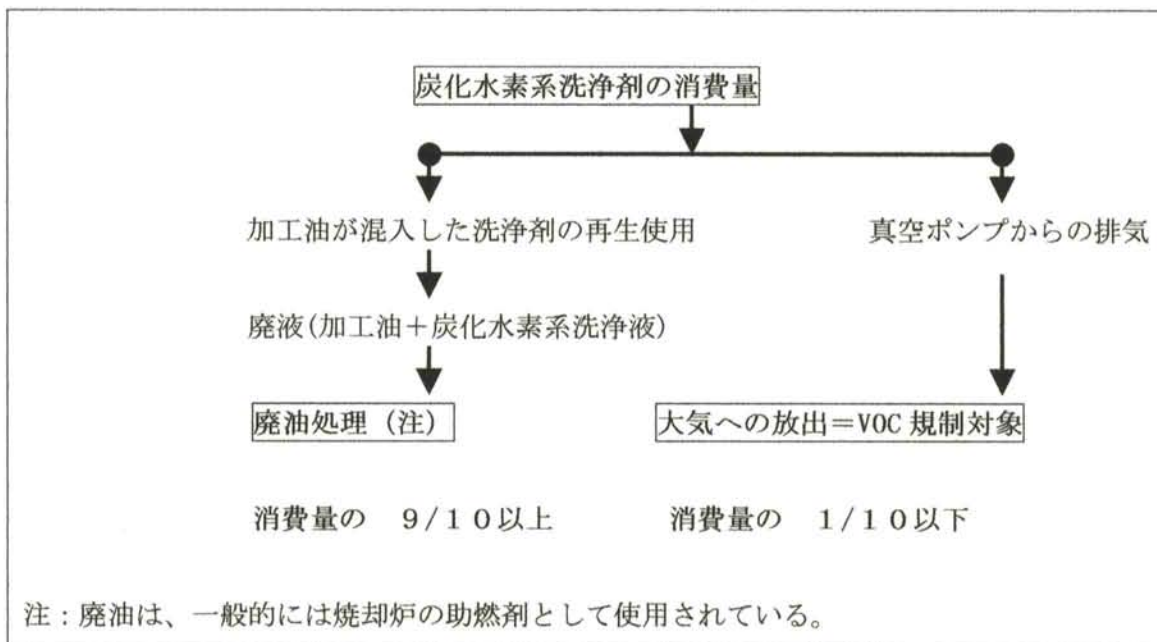 炭化水素系洗浄剤の消費量
加工油が混入した洗浄剤の再生使用
真空ポンプからの排気
廃液(加工油+炭化水素系洗浄液)
廃油処理（注）
大気への放出＝VOC 規制対象
消費量の　９/１０以上
消費量の　１/１０以下
注：廃油は、一般的には焼却炉の助燃剤として使用されている。